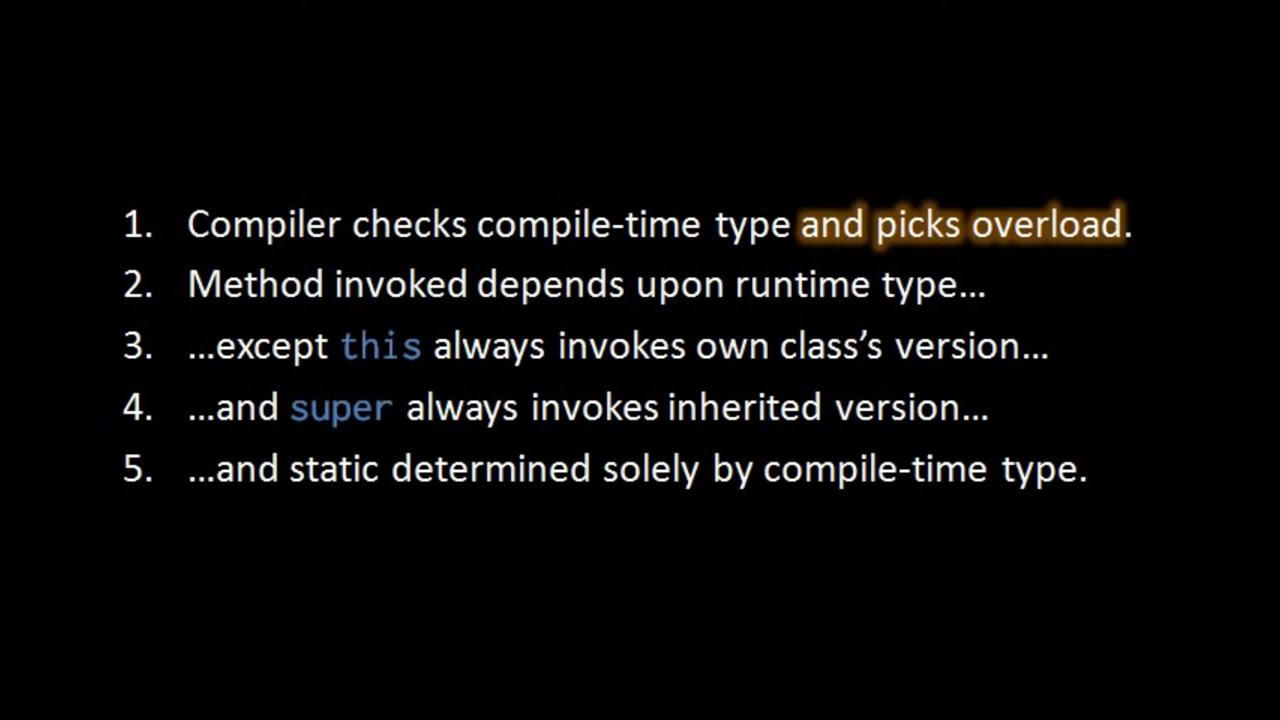 1. Compiler checks compile-time type and picks overload.
2. Method invoked depends upon runtime type…
3. …except this always invokes own class’s version…
4. …and super always invokes inherited version…
5. …and static determined solely by compile-time type.